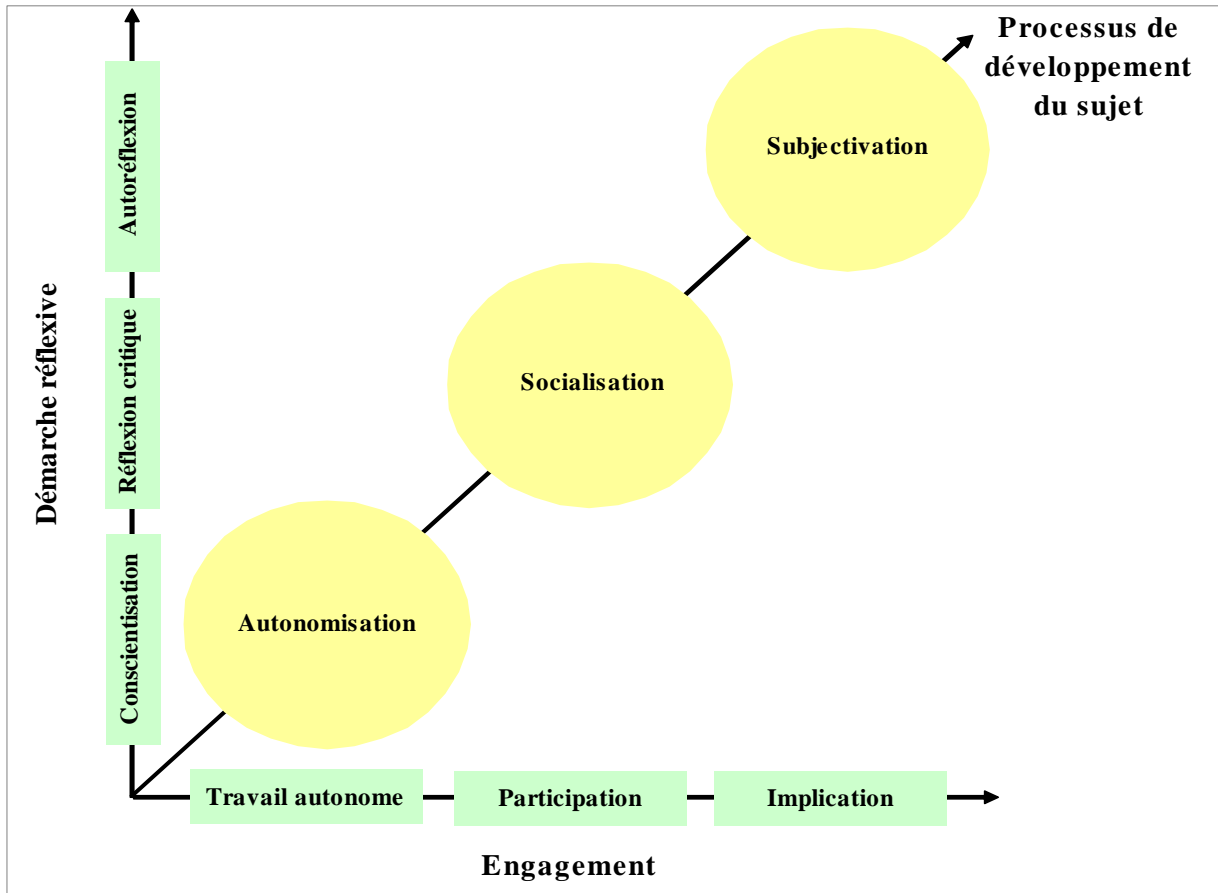 Processus de
développement
du sujet
Subjectivation
Socialisation
Autonomisation
Démarche réflexive
Autoréflexion
Réflexion critique
Conscientisation
Travail autonome
Participation
Implication
Engagement